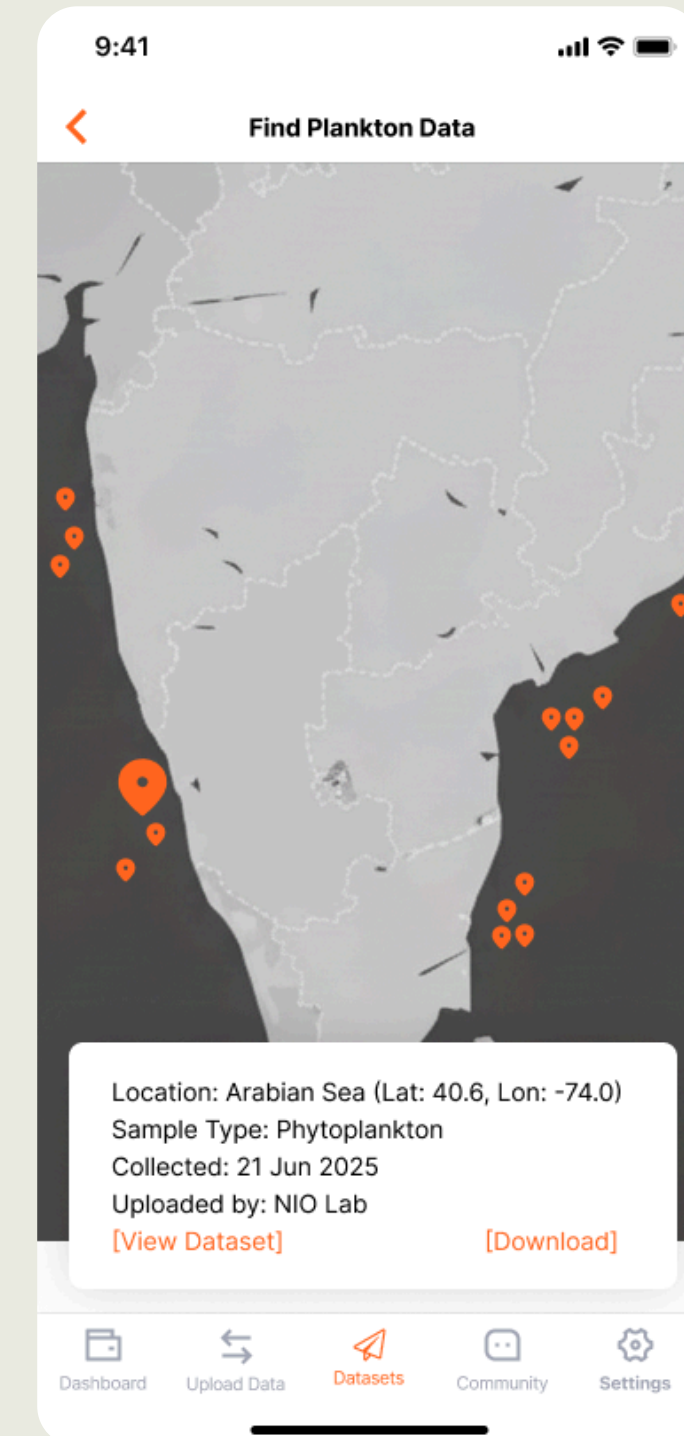 9:41
Find Plankton Data
Location: Arabian Sea (Lat: 40.6, Lon: -74.0)
Sample Type: Phytoplankton
Collected: 21 Jun 2025
Uploaded by: NIO Lab
[View Dataset] [Download]
Dashboard Upload Data Datasets Community Settings